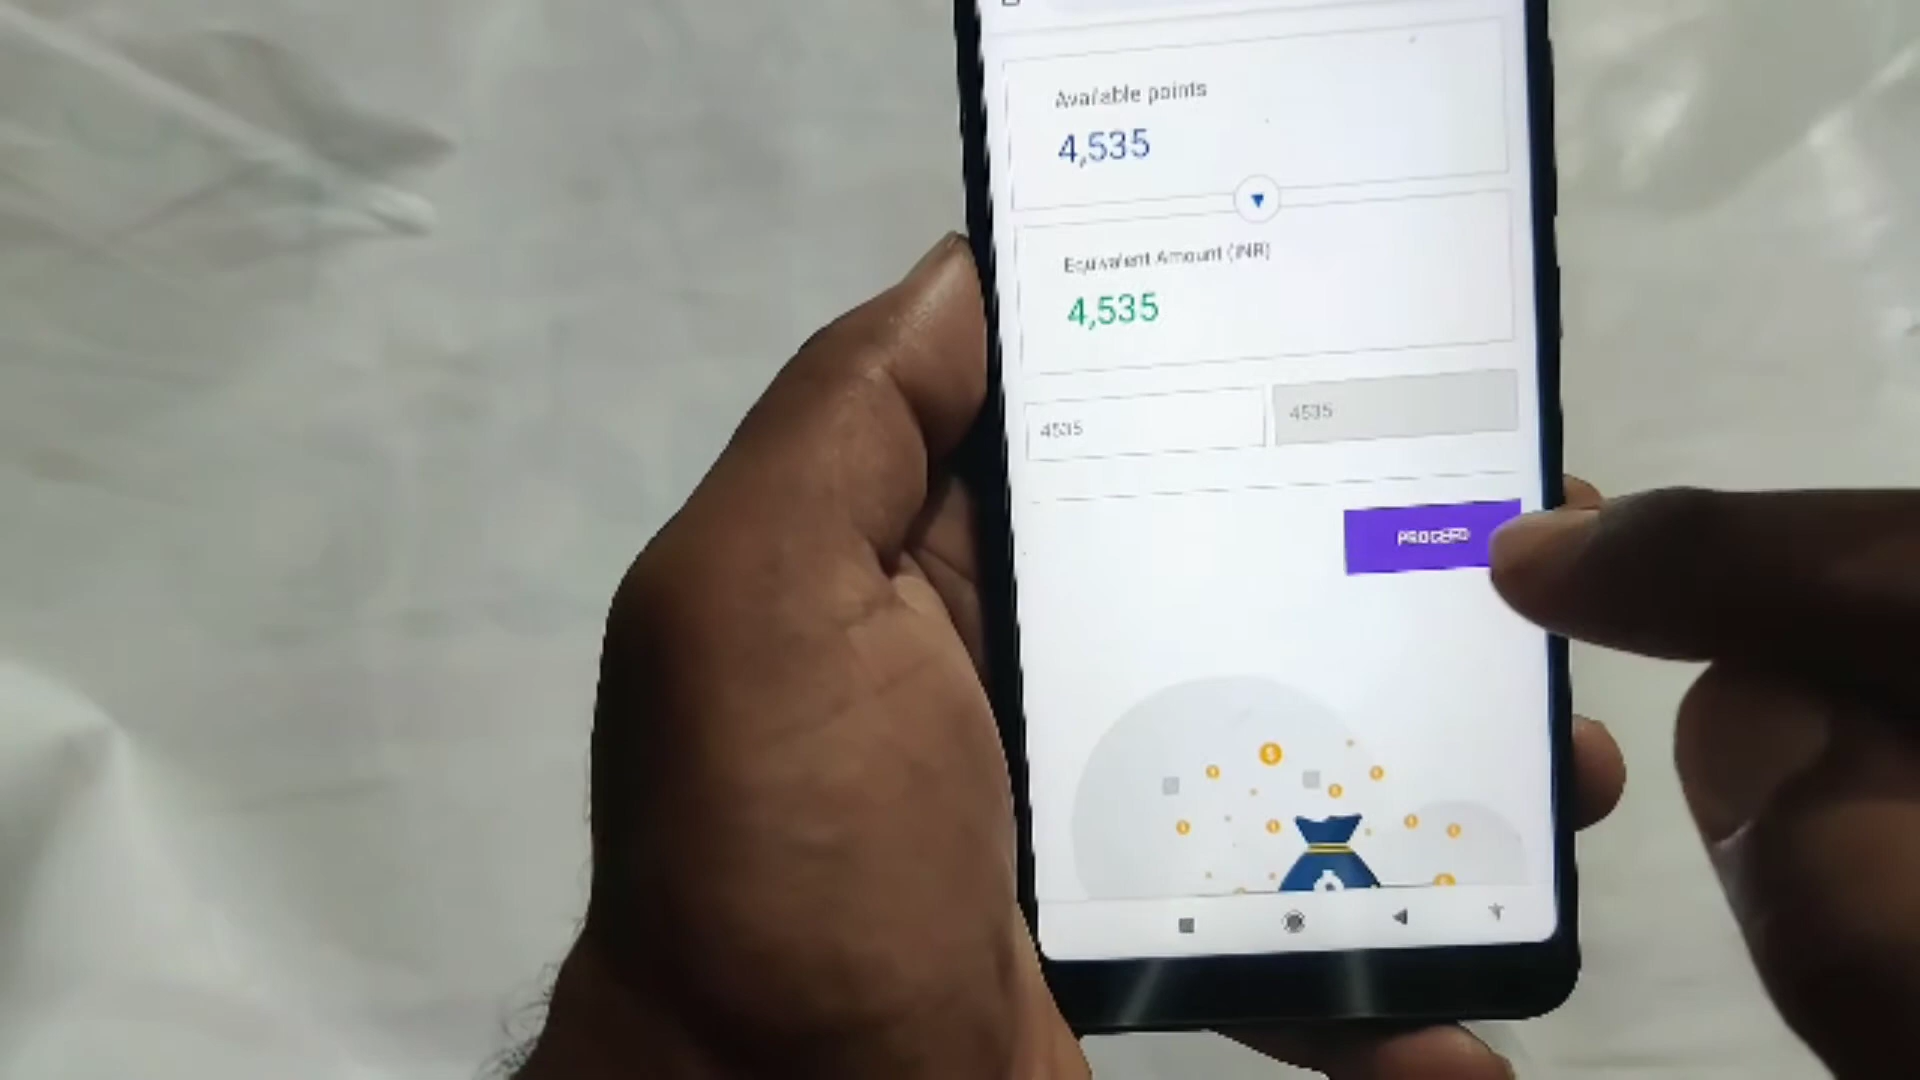 Available points
4,535
Equivalent Amount (INR)
4,535
4535
4535
PROCEED